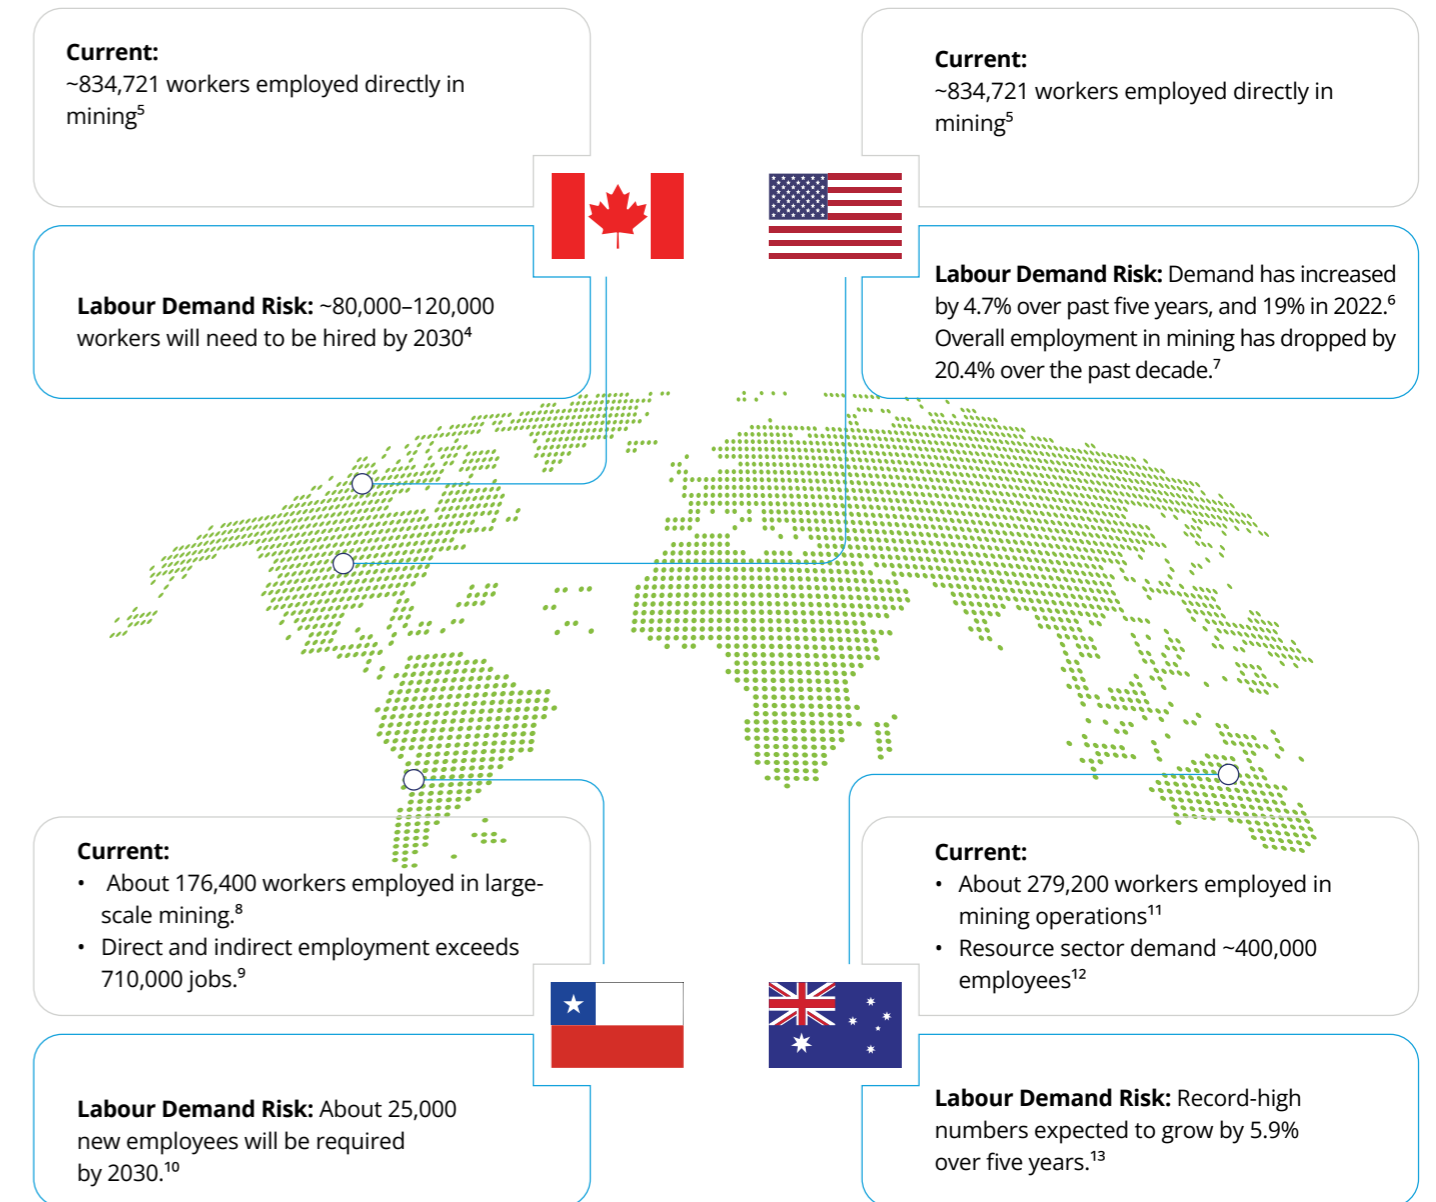 Current:
~834,721 workers employed directly in
mining⁵
Current:
~834,721 workers employed directly in
mining⁵
Labour Demand Risk: ~80,000–120,000
workers will need to be hired by 2030⁴
Labour Demand Risk: Demand has increased
by 4.7% over past five years, and 19% in 2022.⁶
Overall employment in mining has dropped by
20.4% over the past decade.⁷
Current:
• About 176,400 workers employed in large-
scale mining.⁸
• Direct and indirect employment exceeds
710,000 jobs.⁹
Current:
• About 279,200 workers employed in
mining operations¹¹
• Resource sector demand ~400,000
employees¹²
Labour Demand Risk: About 25,000
new employees will be required
by 2030.¹⁰
Labour Demand Risk: Record-high
numbers expected to grow by 5.9%
over five years.¹³